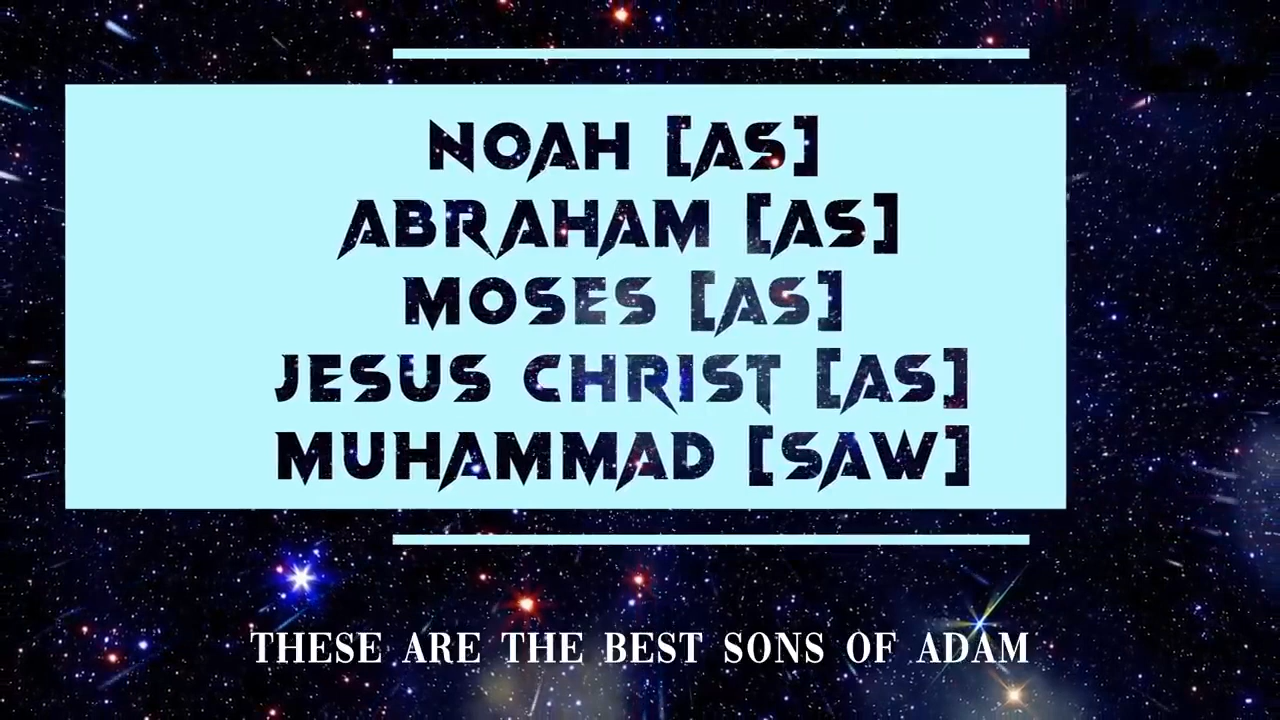 NOAH [AS]
ABRAHAM [AS]
MOSES [AS]
JESUS CHRIST [AS]
MUHAMMAD [SAW]
THESE ARE THE BEST SONS OF ADAM